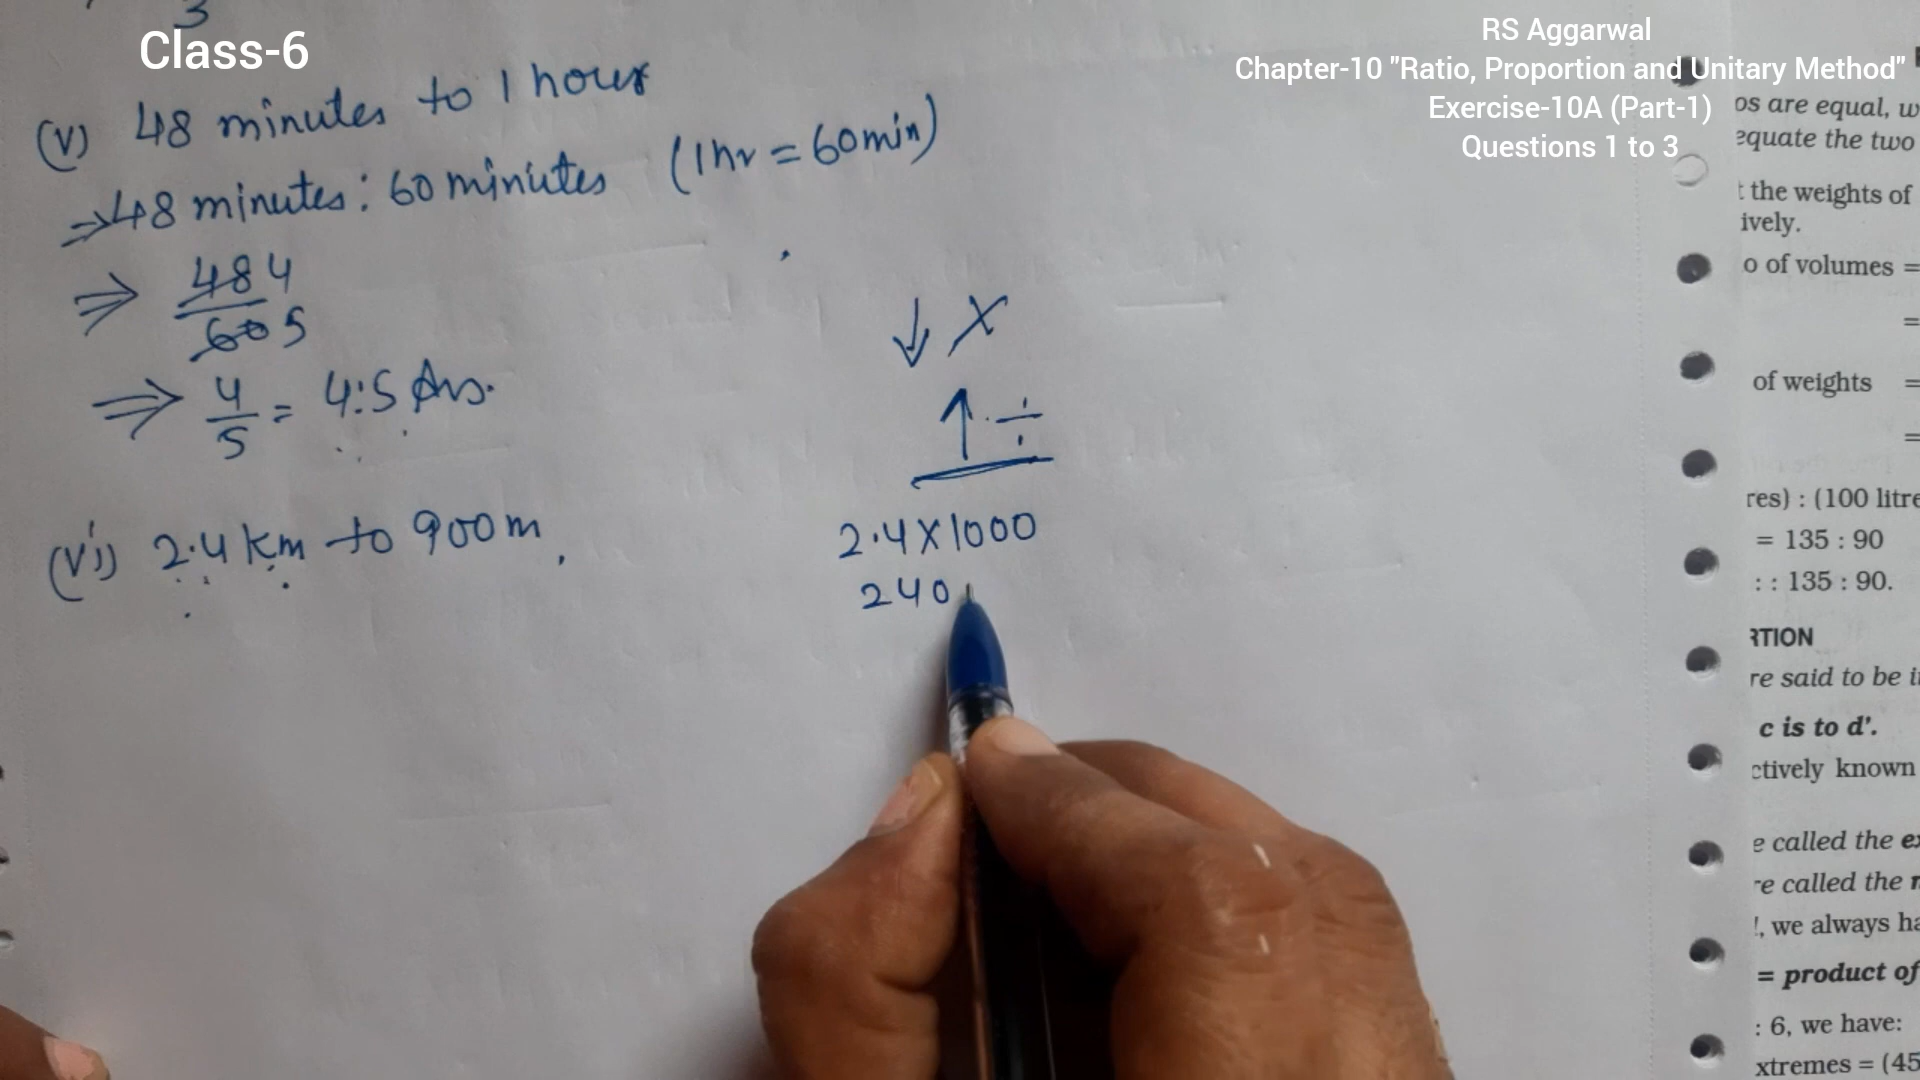 3
Class-6
(v) 48 minutes to 1 hour
⇒ 48 minutes : 60 minutes (1hr = 60min)
⇒ 48 4
60 5
⇒ 4/5 = 4:5 Ans.
(vi) 2.4 Km to 900m
↓ ×
↑ ÷
2.4×1000
240
RS Aggarwal
Chapter-10 "Ratio, Proportion and Unitary Method"
Exercise-10A (Part-1)
Questions 1 to 3
os are equal, w
equate the two
t the weights of
ively.
o of volumes =
=
of weights =
=
res) : (100 litre
= 135 : 90
: : 135 : 90.
RTION
re said to be i
c is to d'.
ctively known
e called the e
re called the
, we always ha
= product of
: 6, we have:
xtremes = (45